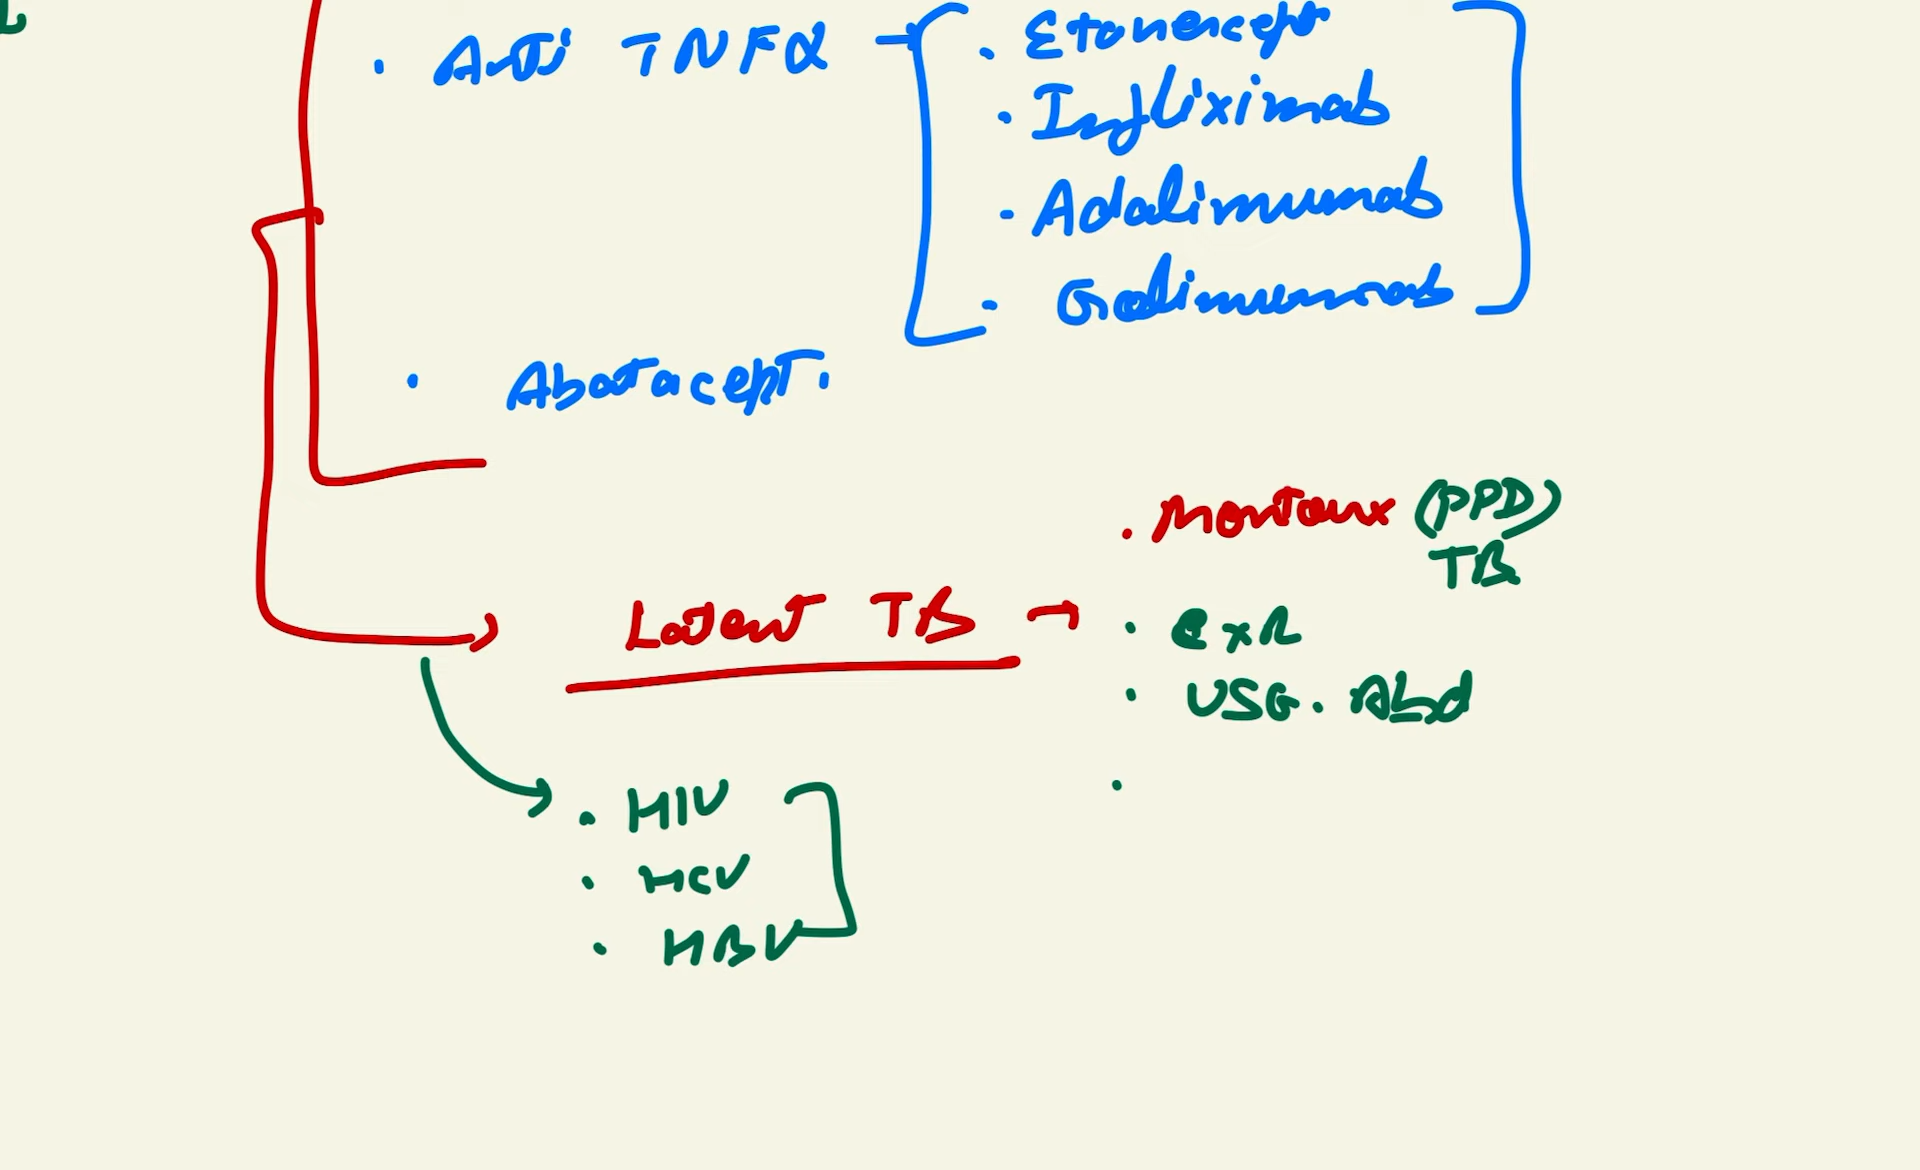 . Anti TNFα
. Etanercept
. Infliximab
. Adalimumab
. Golimumab
. Abatacept.
. Montoux (PPD)
TB
Latent TB →
. CxR
. USG. Abd
. HIV
. HCV
. HBV